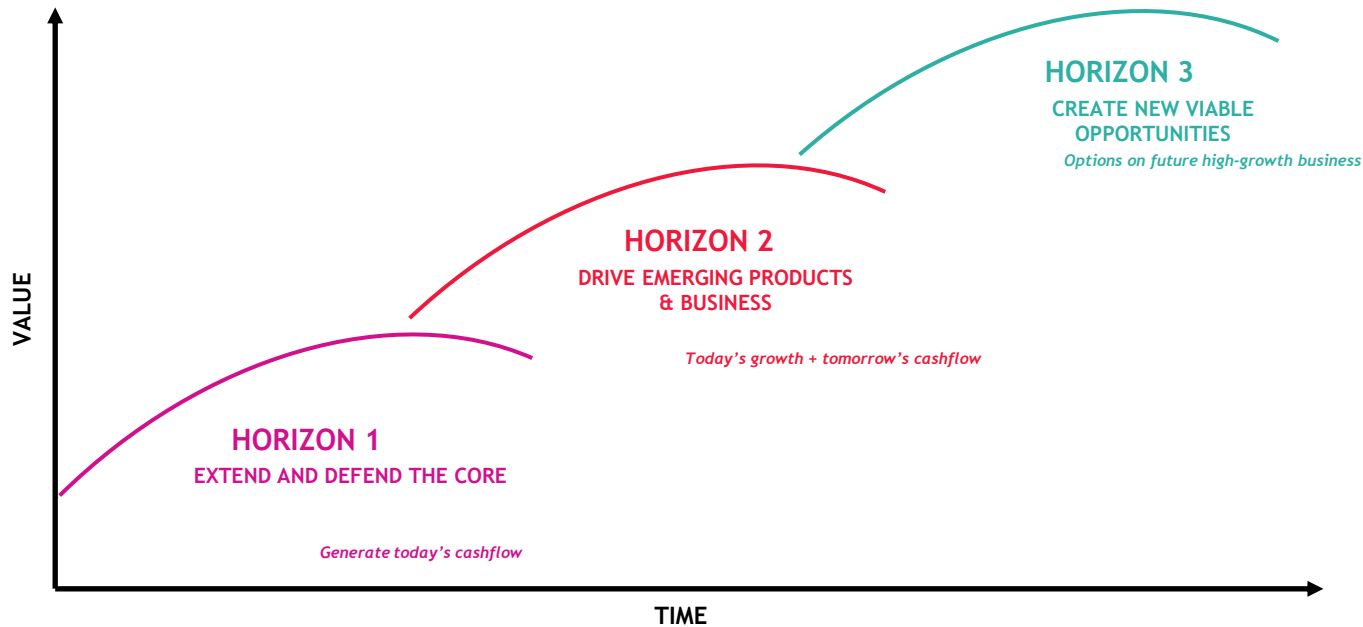 HORIZON 3
CREATE NEW VIABLE
OPPORTUNITIES
Options on future high-growth business
HORIZON 2
DRIVE EMERGING PRODUCTS
& BUSINESS
Today’s growth + tomorrow’s cashflow
VALUE
HORIZON 1
EXTEND AND DEFEND THE CORE
Generate today’s cashflow
TIME